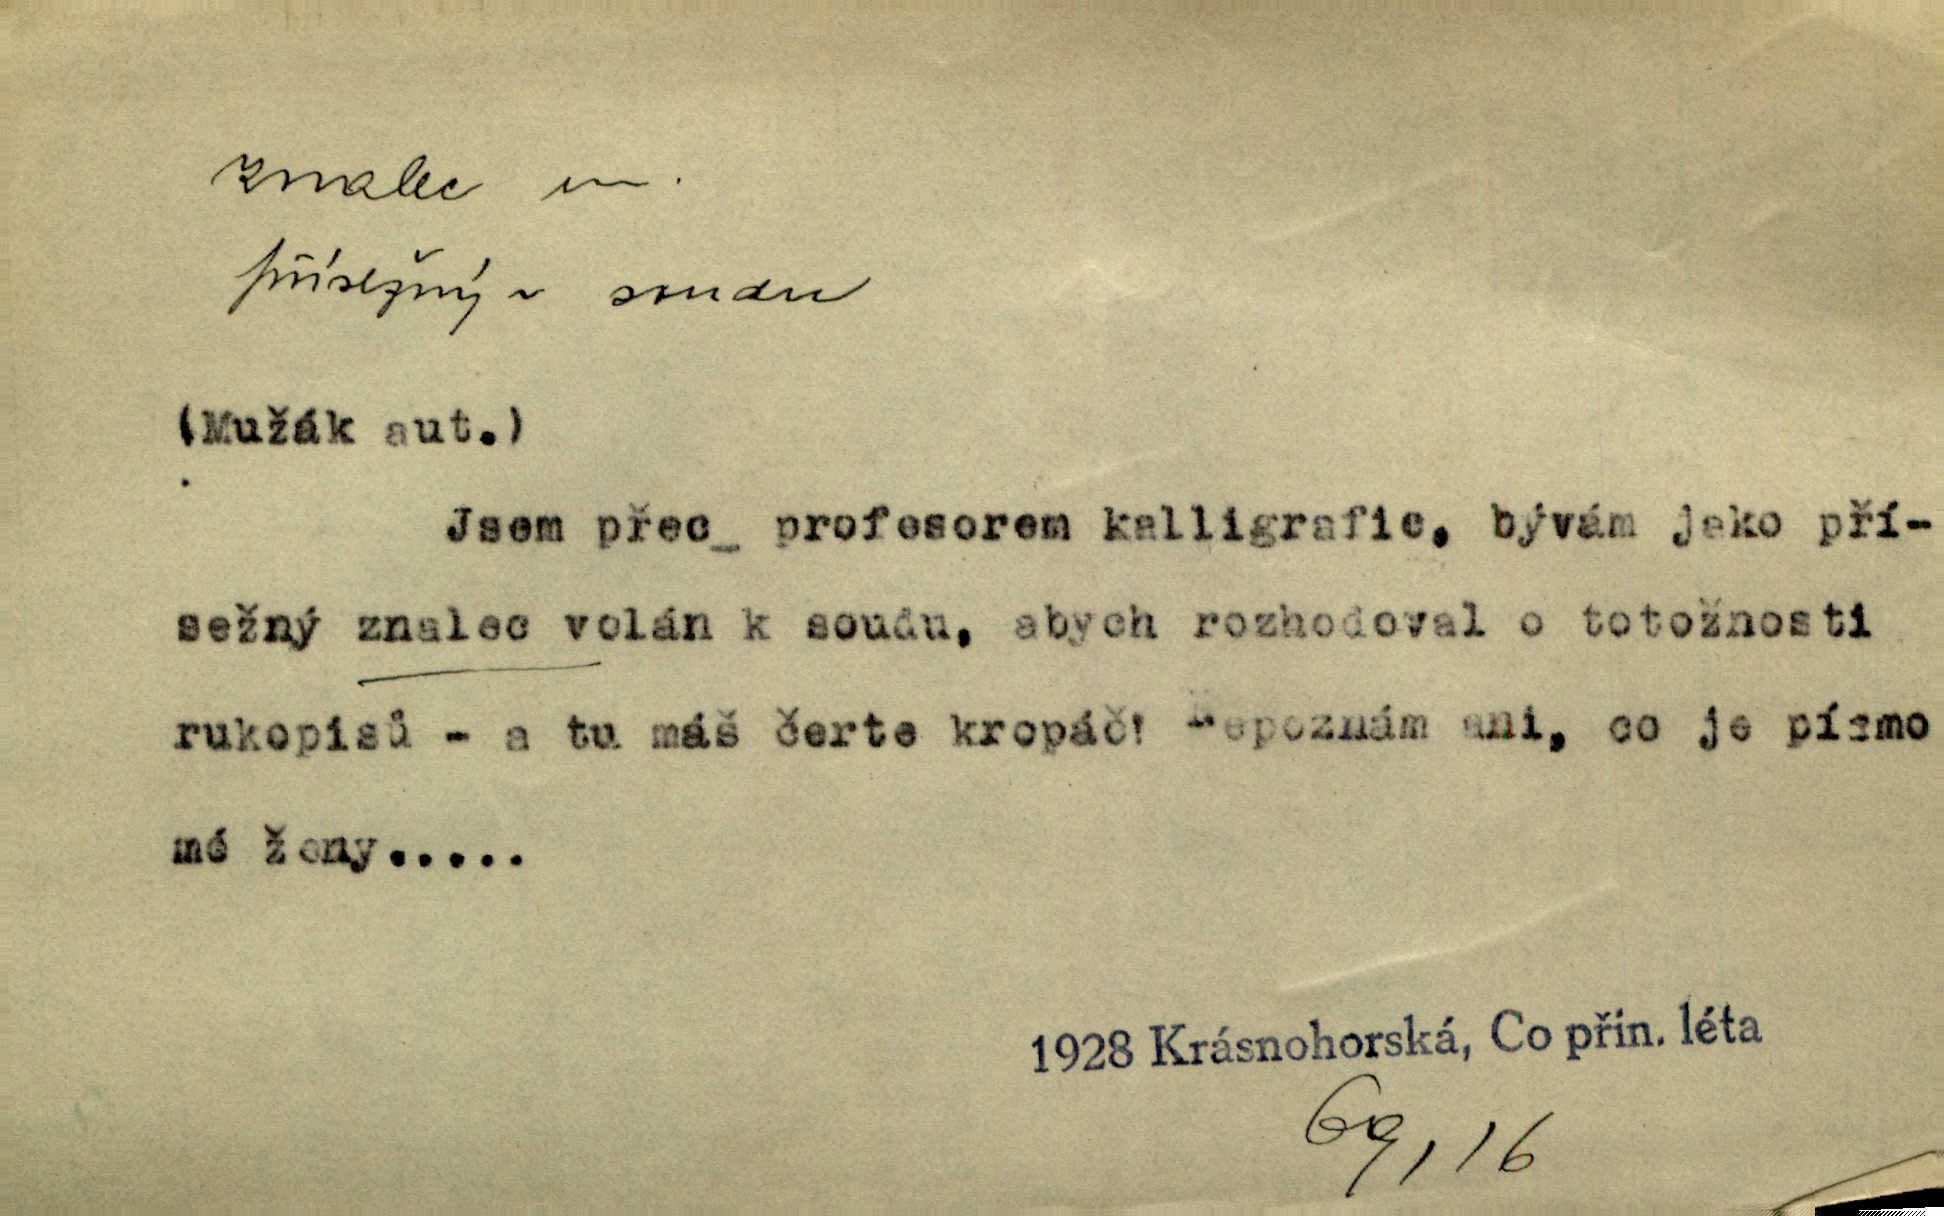 znalec m.
přísežný ~ soudu
(Mužák aut.)
Jsem přec_ profesorem kalligrafie, bývám jako pří-
sežný znalec volán k soudu, abych rozhodoval o totožnosti
rukopisů - a tu máš čerte kropáč! Nepoznám ani, co je písmo
mé ženy.....
1928 Krásnohorská, Co přin. léta
69, 16